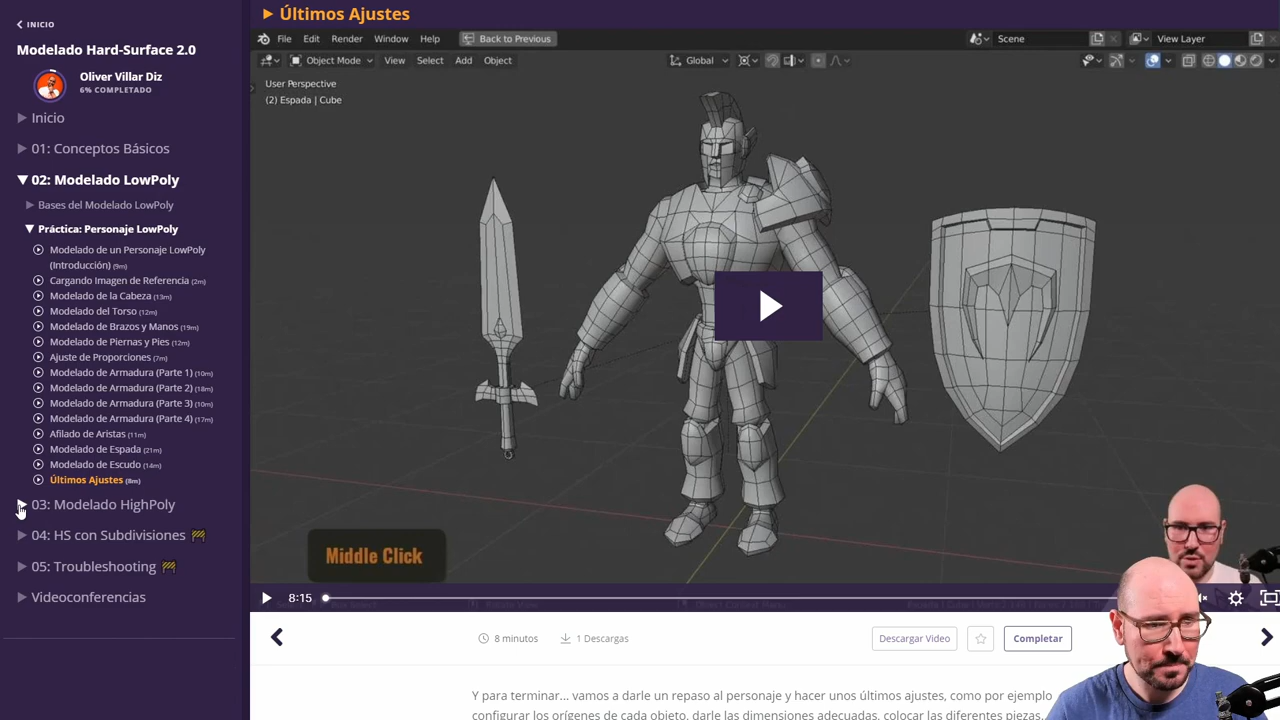 INICIO
Modelado Hard-Surface 2.0
Oliver Villar Diz
6% COMPLETADO
Inicio
01: Conceptos Básicos
02: Modelado LowPoly
Bases del Modelado LowPoly
Práctica: Personaje LowPoly
Modelado de un Personaje LowPoly
(Introducción) (9m)
Cargando Imagen de Referencia (2m)
Modelado de la Cabeza (13m)
Modelado del Torso (12m)
Modelado de Brazos y Manos (19m)
Modelado de Piernas y Pies (12m)
Ajuste de Proporciones (7m)
Modelado de Armadura (Parte 1) (10m)
Modelado de Armadura (Parte 2) (18m)
Modelado de Armadura (Parte 3) (10m)
Modelado de Armadura (Parte 4) (17m)
Afilado de Aristas (11m)
Modelado de Espada (21m)
Modelado de Escudo (14m)
Últimos Ajustes (8m)
03: Modelado HighPoly
04: HS con Subdivisiones
05: Troubleshooting
Videoconferencias
Últimos Ajustes
File Edit Render Window Help Back to Previous Scene View Layer
Object Mode View Select Add Object Global
User Perspective
(2) Espada | Cube
Middle Click
8:15
8 minutos 1 Descargas Descargar Video Completar
Y para terminar... vamos a darle un repaso al personaje y hacer unos últimos ajustes, como por ejemplo
configurar los orígenes de cada objeto, darle las dimensiones adecuadas, colocar las diferentes piezas,